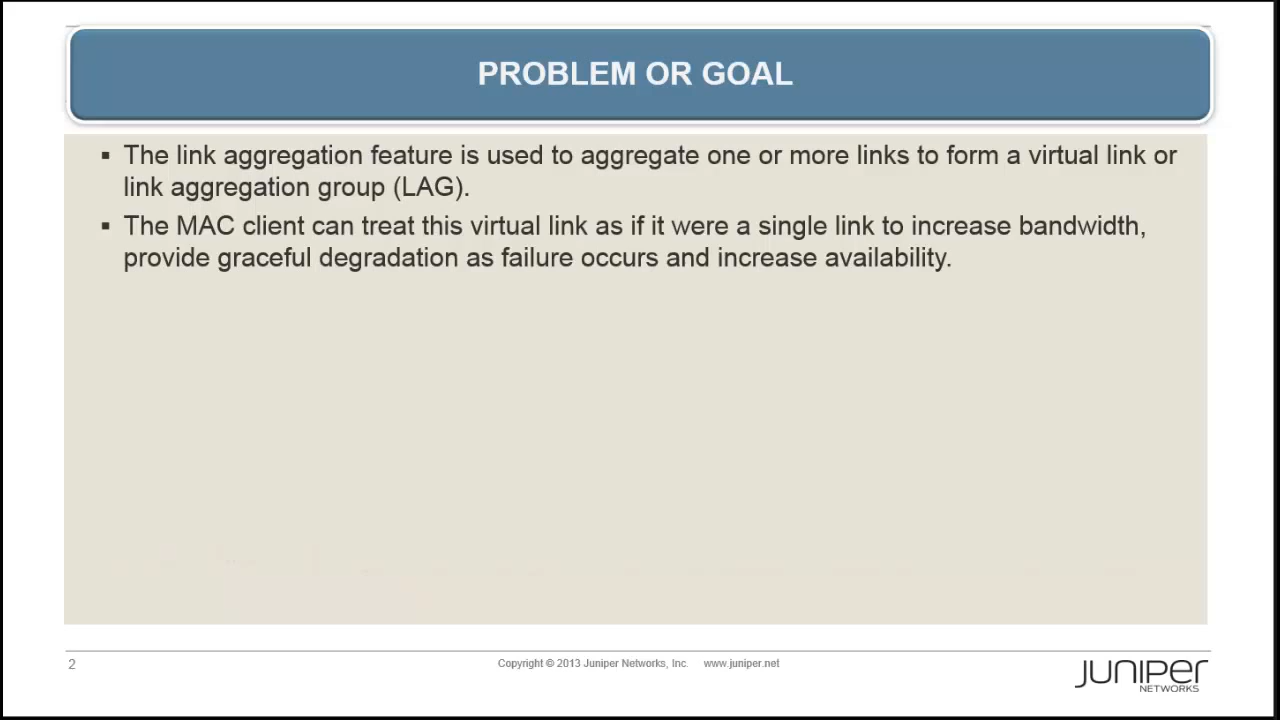 PROBLEM OR GOAL
▪ The link aggregation feature is used to aggregate one or more links to form a virtual link or
link aggregation group (LAG).
▪ The MAC client can treat this virtual link as if it were a single link to increase bandwidth,
provide graceful degradation as failure occurs and increase availability.
2
Copyright © 2013 Juniper Networks, Inc. www.juniper.net
JUNIPER
NETWORKS